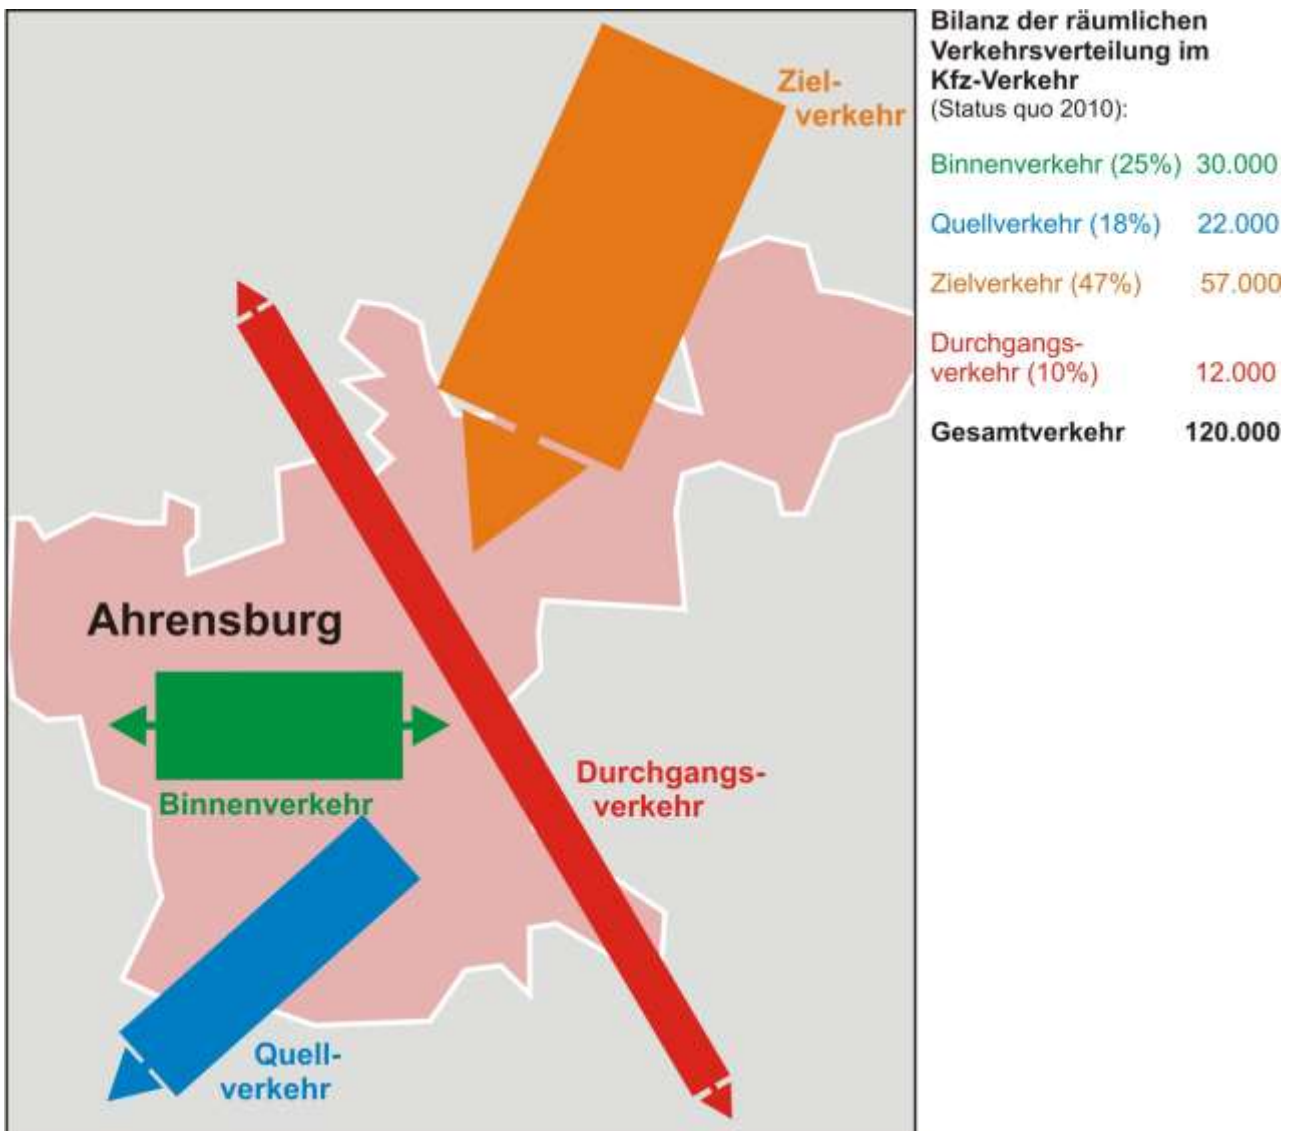 Bilanz der räumlichen
Verkehrsverteilung im
Kfz-Verkehr
(Status quo 2010):
Binnenverkehr (25%) 30.000
Quellverkehr (18%) 22.000
Zielverkehr (47%) 57.000
Durchgangs-
verkehr (10%) 12.000
Gesamtverkehr 120.000
Ziel-
verkehr
Ahrensburg
Binnenverkehr
Durchgangs-
verkehr
Quell-
verkehr